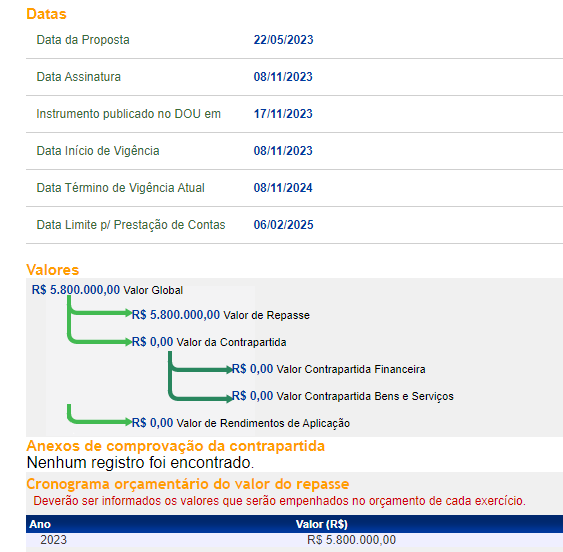 Datas
Data da Proposta 22/05/2023
Data Assinatura 08/11/2023
Instrumento publicado no DOU em 17/11/2023
Data Início de Vigência 08/11/2023
Data Término de Vigência Atual 08/11/2024
Data Limite p/ Prestação de Contas 06/02/2025
Valores
R$ 5.800.000,00 Valor Global
R$ 5.800.000,00 Valor de Repasse
R$ 0,00 Valor da Contrapartida
R$ 0,00 Valor Contrapartida Financeira
R$ 0,00 Valor Contrapartida Bens e Serviços
R$ 0,00 Valor de Rendimentos de Aplicação
Anexos de comprovação da contrapartida
Nenhum registro foi encontrado.
Cronograma orçamentário do valor do repasse
Deverão ser informados os valores que serão empenhados no orçamento de cada exercício.
Ano Valor (R$)
2023 R$ 5.800.000,00